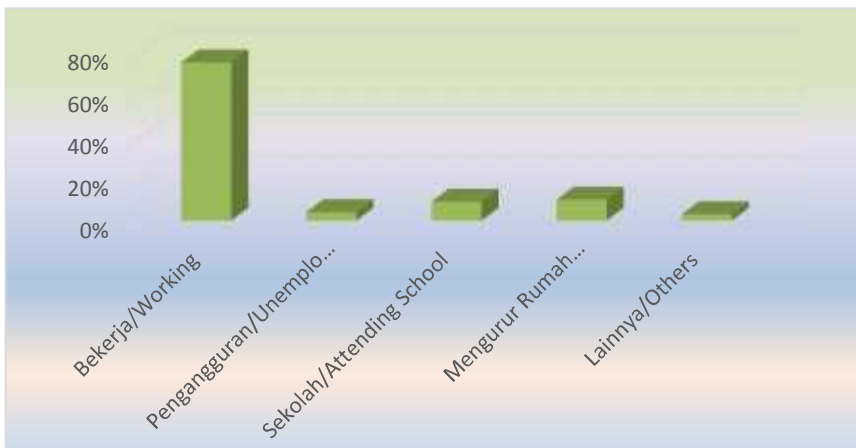 80%
60%
40%
20%
0%
Bekerja/Working
Pengangguran/Unemplo...
Sekolah/Attending School
Mengurur Rumah...
Lainnya/Others